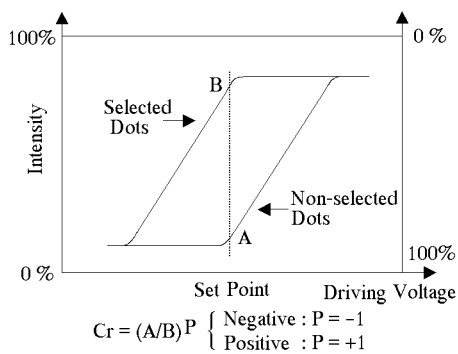 100%
0 %
B
Selected
Dots
Intensity
Non-selected
Dots
A
100%
0 %
Set Point
Driving Voltage
Cr = (A/B)^P { Negative : P = −1
Positive : P = +1